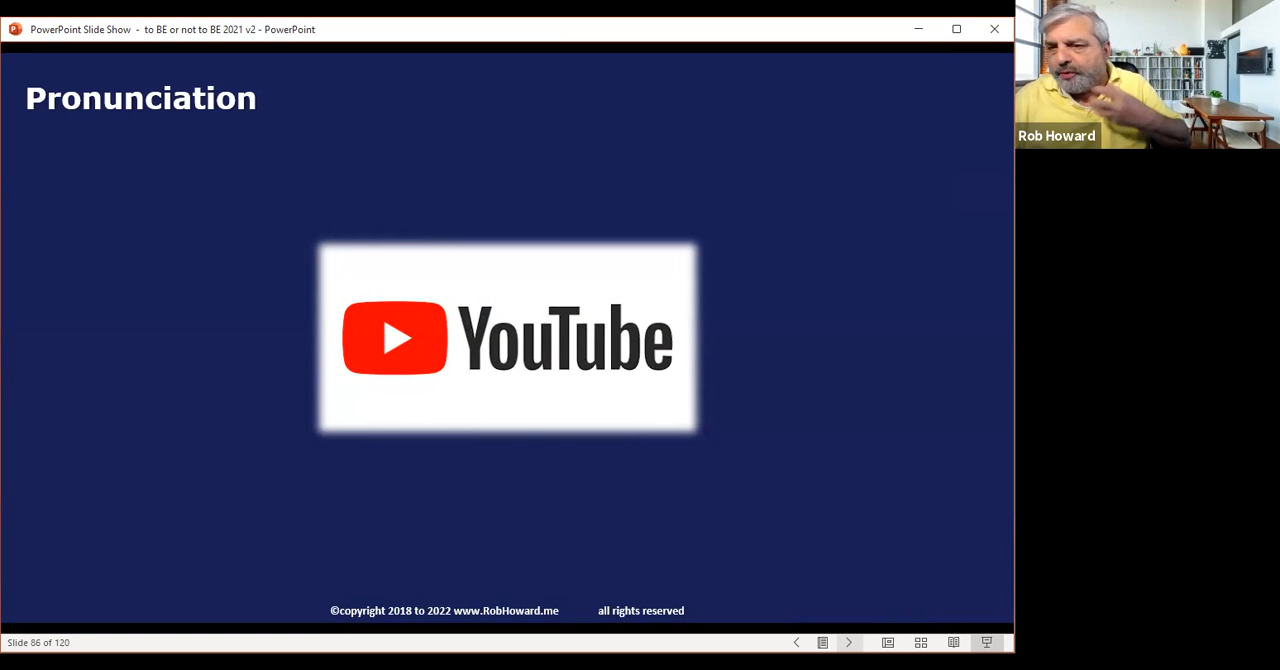 PowerPoint Slide Show - to BE or not to BE 2021 v2 - PowerPoint
Rob Howard
Pronunciation
YouTube
©copyright 2018 to 2022 www.RobHoward.me all rights reserved
Slide 86 of 120